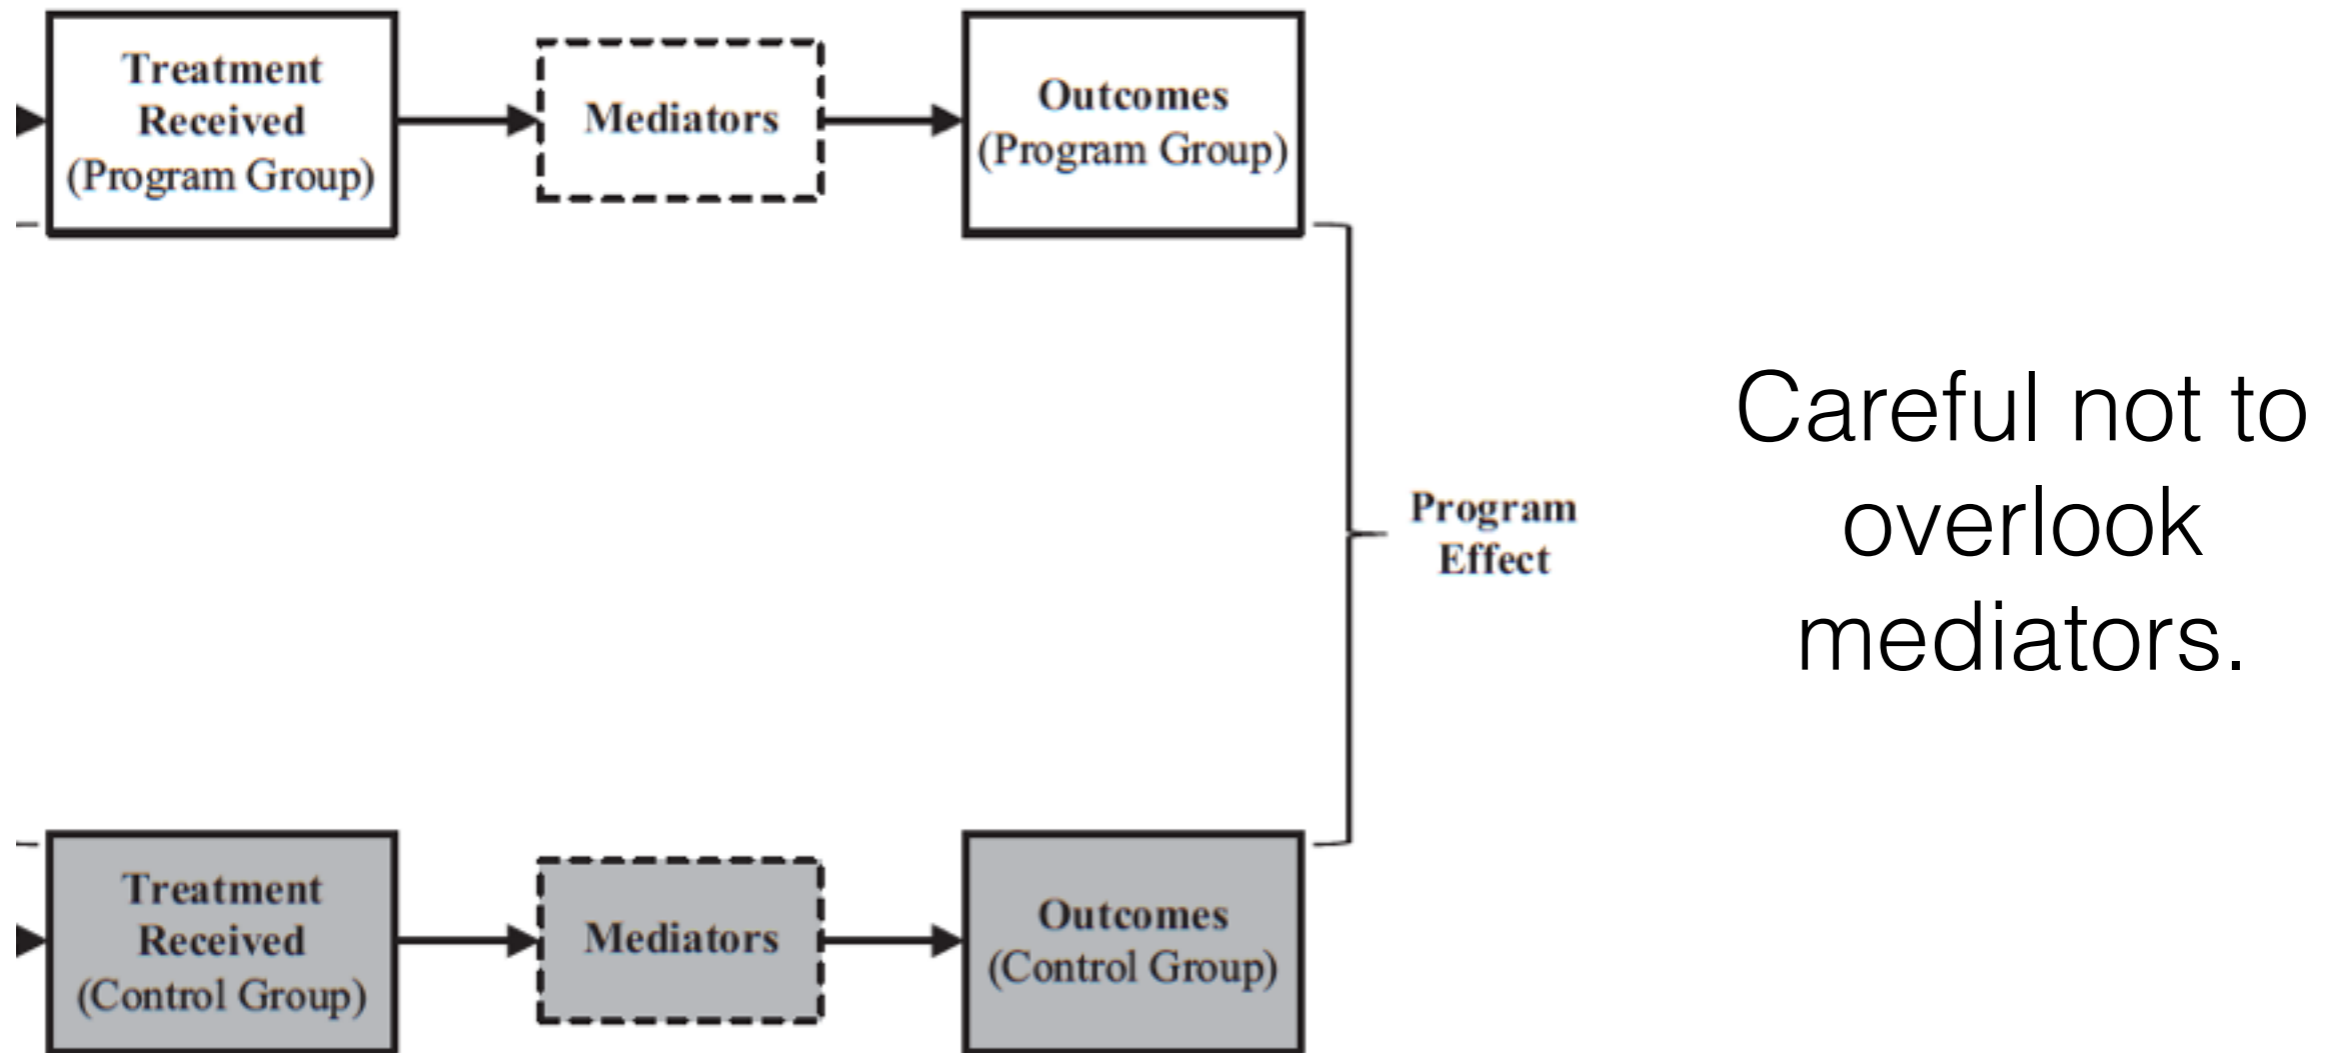 Treatment
Received
(Program Group)
Mediators
Outcomes
(Program Group)
Program
Effect
Careful not to
overlook
mediators.
Treatment
Received
(Control Group)
Mediators
Outcomes
(Control Group)